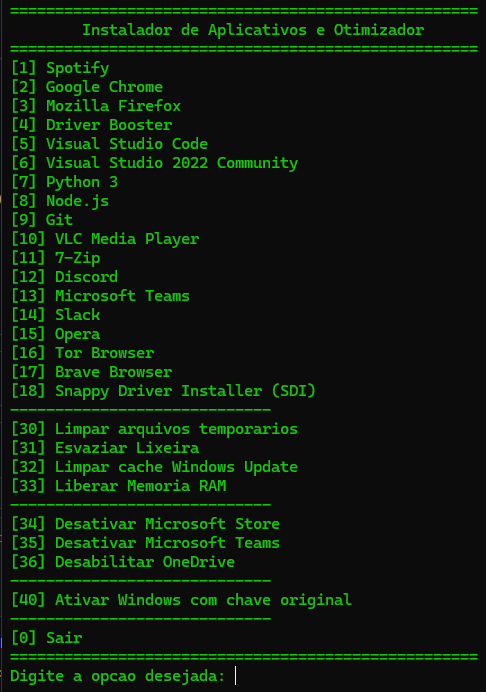 ====================================================
Instalador de Aplicativos e Otimizador
====================================================
[1] Spotify
[2] Google Chrome
[3] Mozilla Firefox
[4] Driver Booster
[5] Visual Studio Code
[6] Visual Studio 2022 Community
[7] Python 3
[8] Node.js
[9] Git
[10] VLC Media Player
[11] 7-Zip
[12] Discord
[13] Microsoft Teams
[14] Slack
[15] Opera
[16] Tor Browser
[17] Brave Browser
[18] Snappy Driver Installer (SDI)
-----------------------------
[30] Limpar arquivos temporarios
[31] Esvaziar Lixeira
[32] Limpar cache Windows Update
[33] Liberar Memoria RAM
-----------------------------
[34] Desativar Microsoft Store
[35] Desativar Microsoft Teams
[36] Desabilitar OneDrive
-----------------------------
[40] Ativar Windows com chave original
-----------------------------
[0] Sair
====================================================
Digite a opcao desejada: